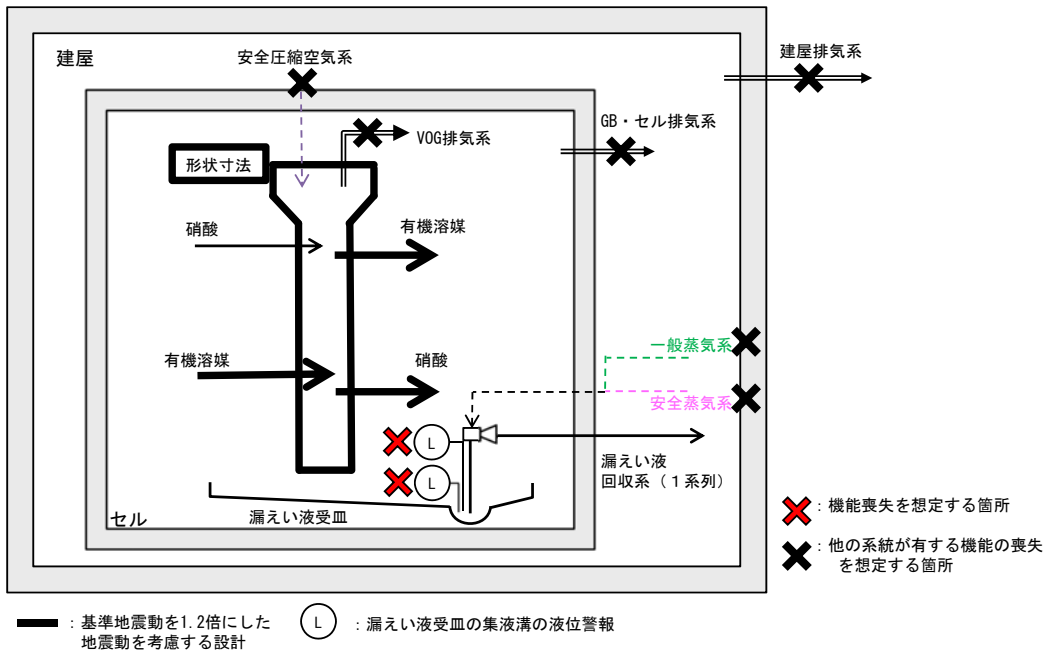 建屋
安全圧縮空気系
建屋排気系
GB・セル排気系
VOG排気系
形状寸法
硝酸
有機溶媒
有機溶媒
硝酸
一般蒸気系
安全蒸気系
L
L
漏えい液
回収系（１系列）
セル
漏えい液受皿
：機能喪失を想定する箇所
：他の系統が有する機能の喪失
を想定する箇所
：基準地震動を1.2倍にした
地震動を考慮する設計
L
：漏えい液受皿の集液溝の液位警報